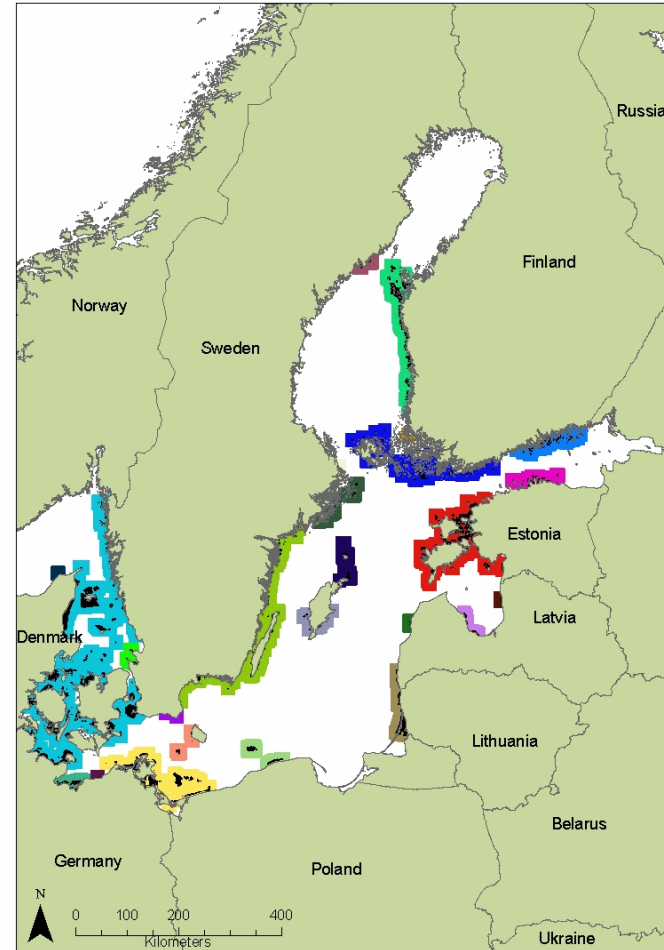 Russia
Finland
Norway
Sweden
Estonia
Latvia
Denmark
Lithuania
Belarus
Germany
Poland
N
0 100 200 400
Kilometers
Ukraine